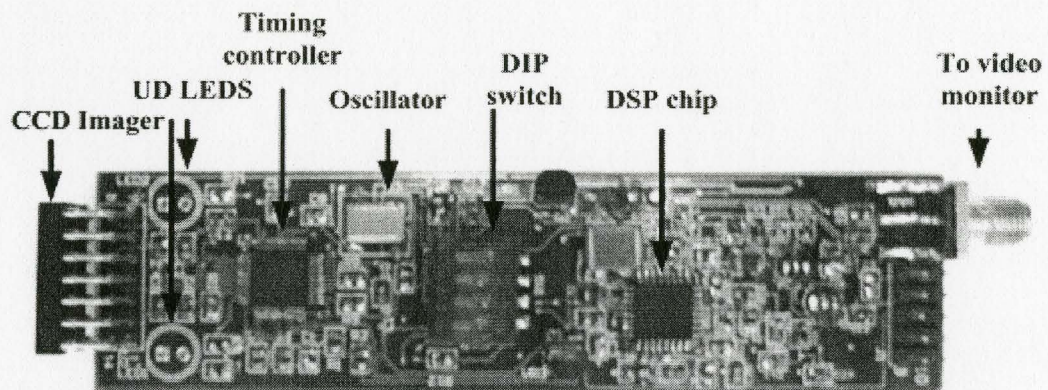 Timing
controller
UD LEDS
CCD Imager
Oscillator
DIP
switch
DSP chip
To video
monitor